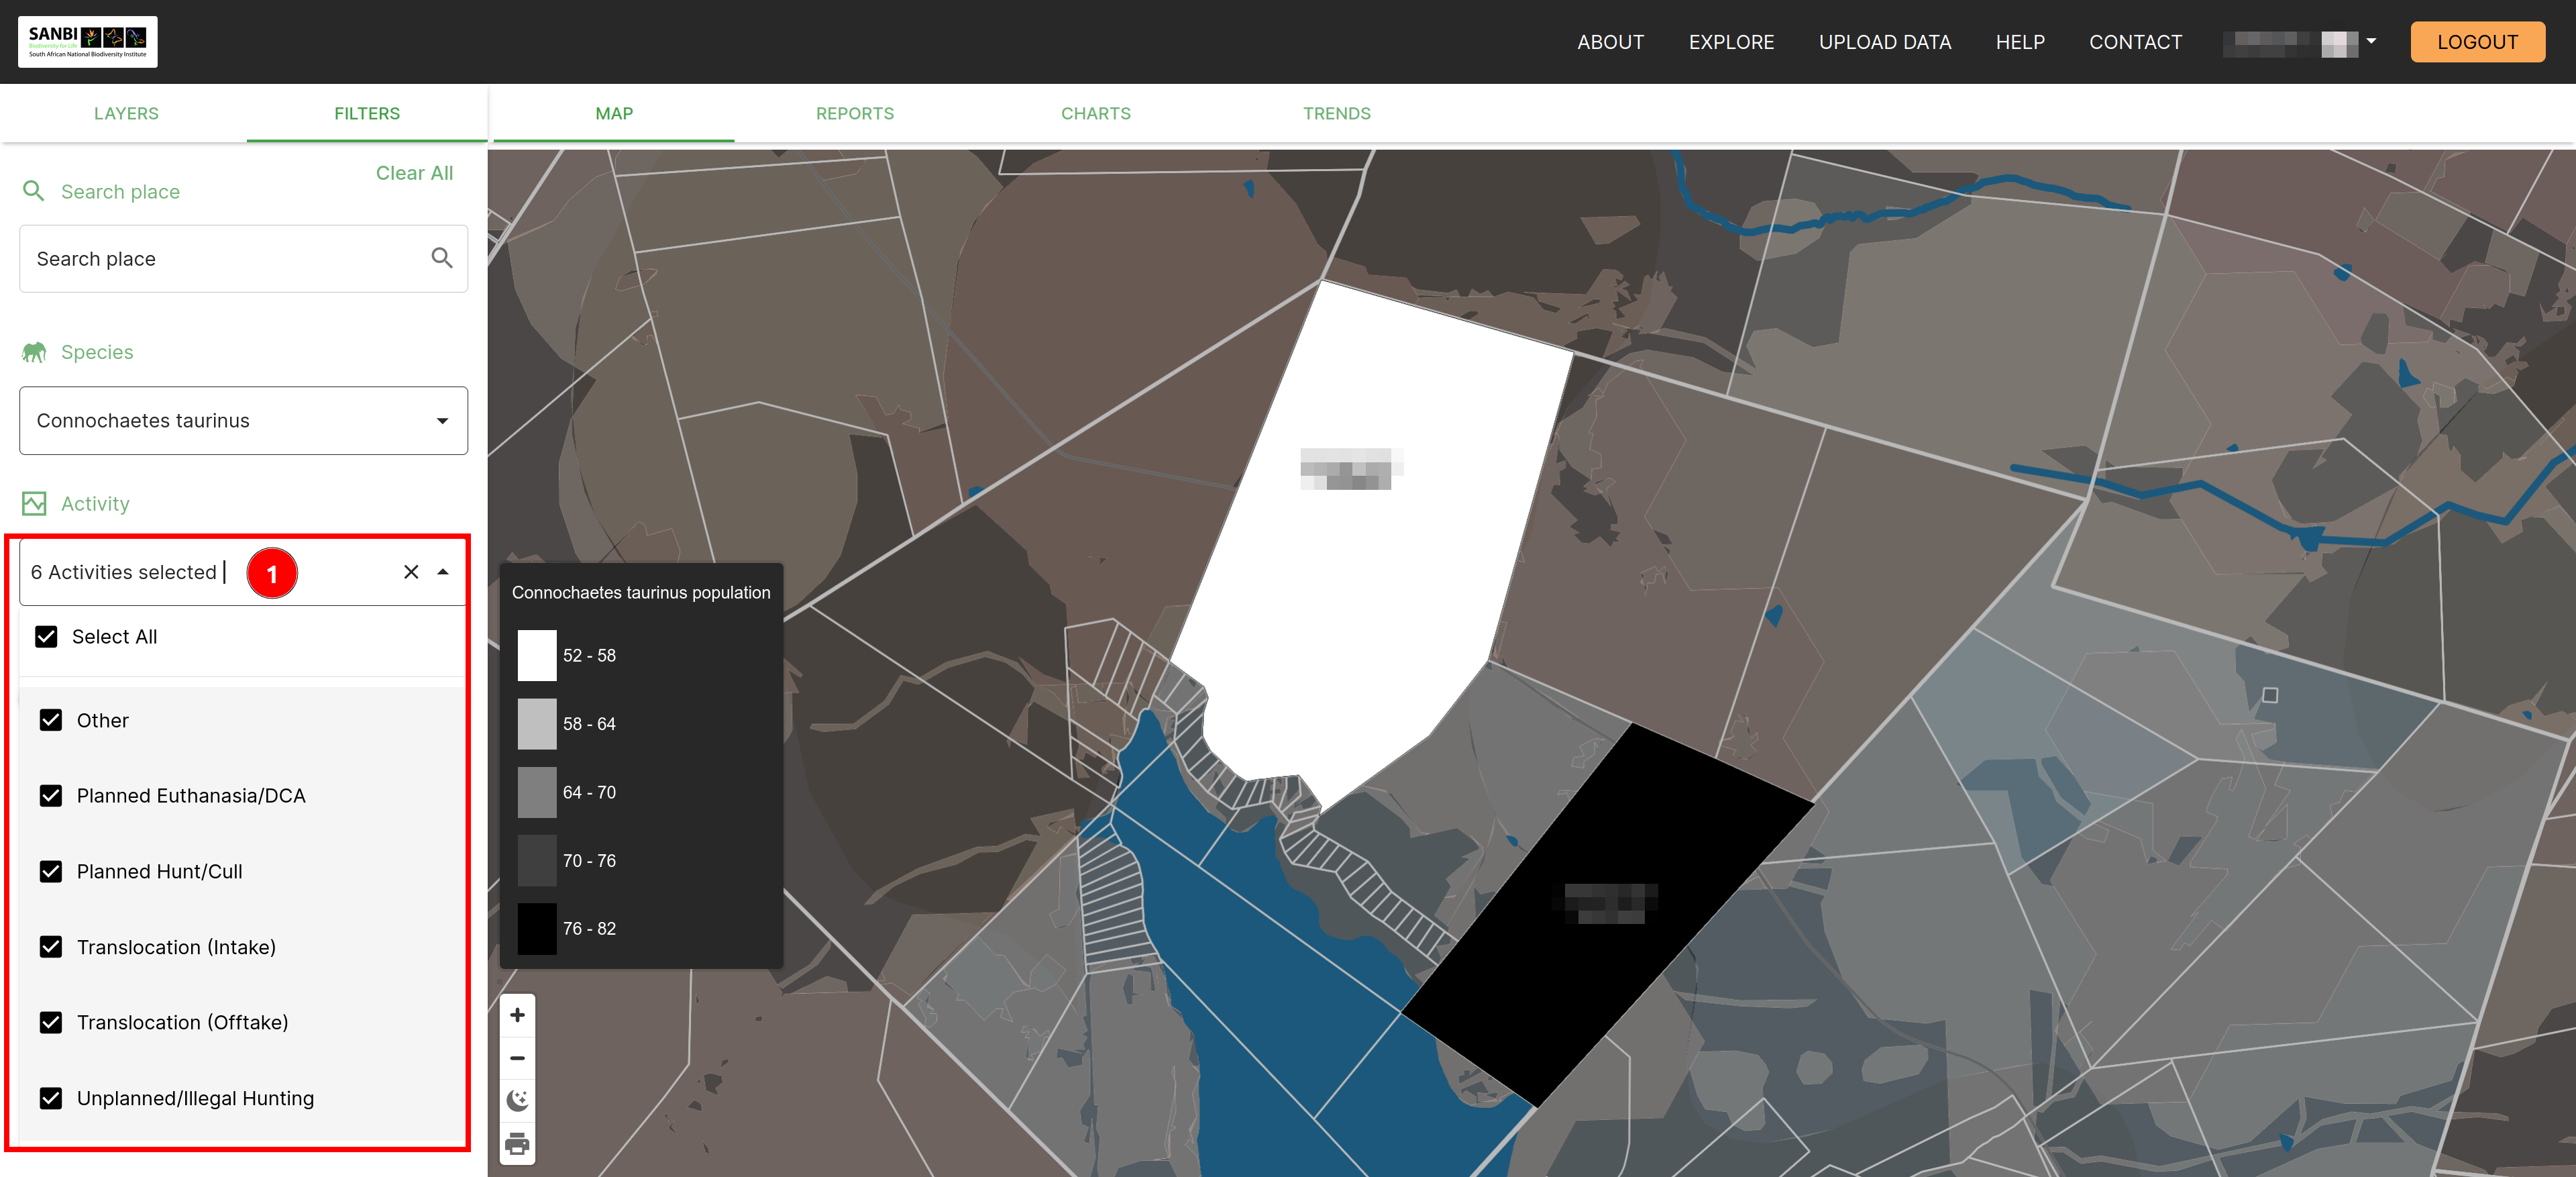 SANBI
Biodiversity for Life
South African National Biodiversity Institute
ABOUT
EXPLORE
UPLOAD DATA
HELP
CONTACT
LOGOUT
LAYERS
FILTERS
MAP
REPORTS
CHARTS
TRENDS
Clear All
Search place
Search place
Species
Connochaetes taurinus
Activity
6 Activities selected
1
Select All
Other
Planned Euthanasia/DCA
Planned Hunt/Cull
Translocation (Intake)
Translocation (Offtake)
Unplanned/Illegal Hunting
Connochaetes taurinus population
52 - 58
58 - 64
64 - 70
70 - 76
76 - 82